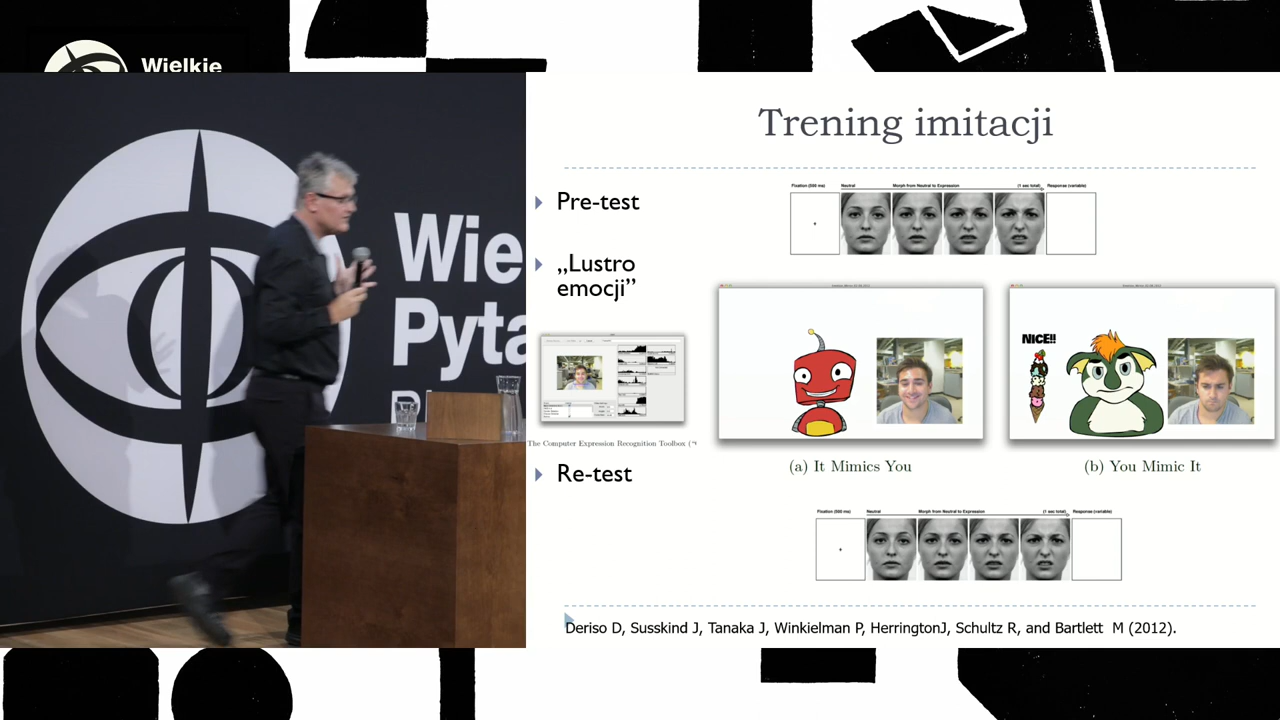 Wielkie
Wie
Pyta
Trening imitacji
Pre-test
Fixation (500 ms) Neutral Morph from Neutral to Expression (1 sec total) Response (variable)
„Lustro
emocji”
NICE!!
The Computer Expression Recognition Toolbox
(a) It Mimics You
(b) You Mimic It
Re-test
Fixation (500 ms) Neutral Morph from Neutral to Expression (1 sec total) Response (variable)
Deriso D, Susskind J, Tanaka J, Winkielman P, HerringtonJ, Schultz R, and Bartlett M (2012).